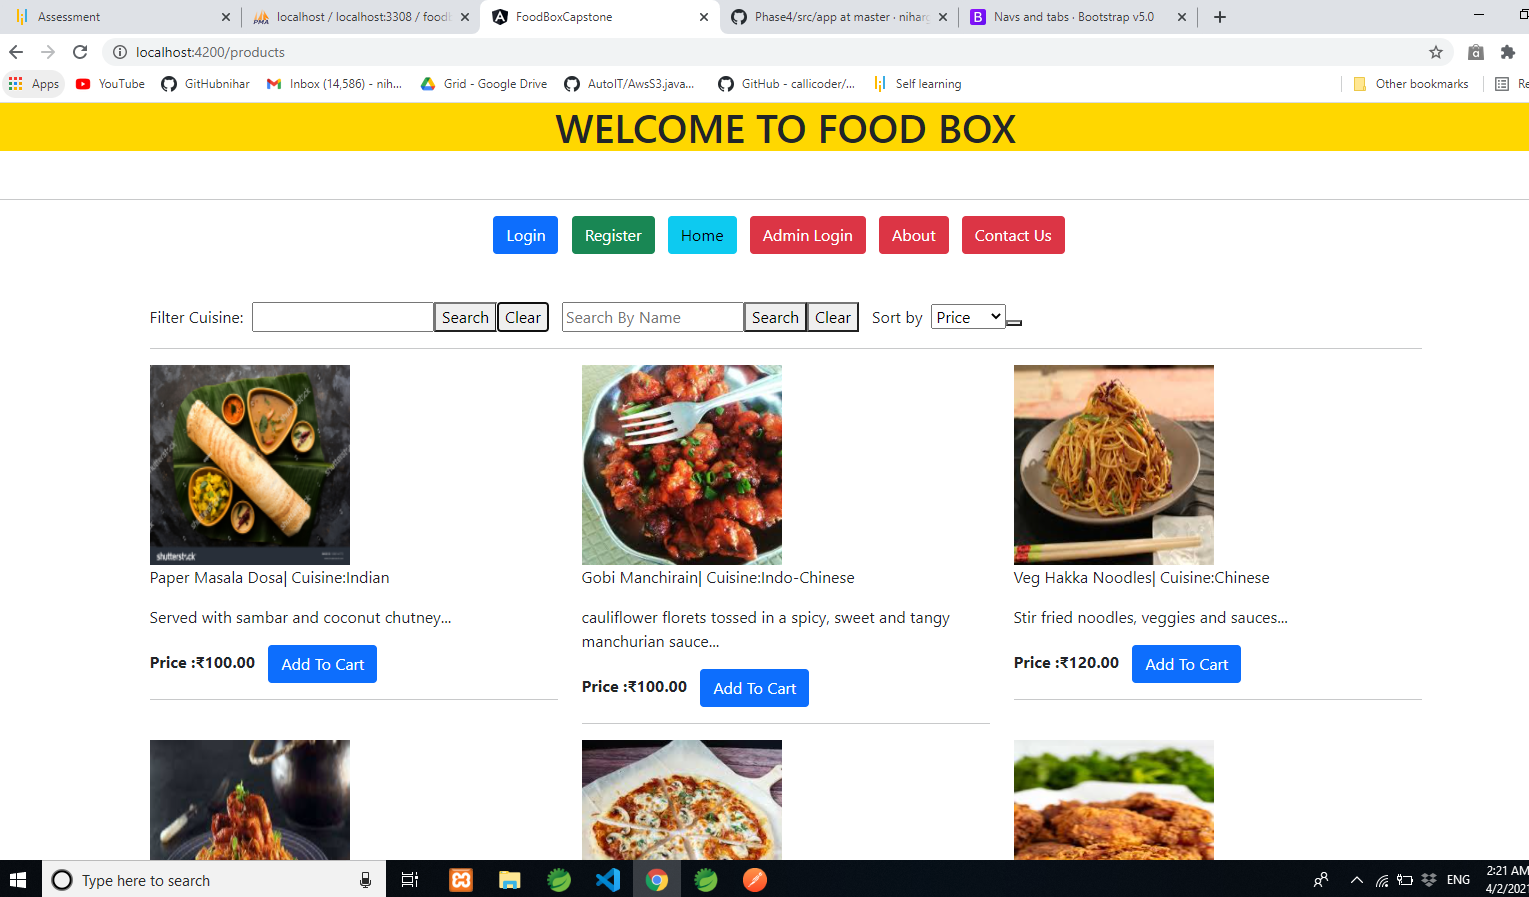 Assessment
localhost / localhost:3308 / foodb
FoodBoxCapstone
Phase4/src/app at master · niharg
Navs and tabs · Bootstrap v5.0
localhost:4200/products
Apps
YouTube
GitHubnihar
Inbox (14,586) - nih...
Grid - Google Drive
AutoIT/AwsS3.java...
GitHub - callicoder/...
Self learning
Other bookmarks
Re
WELCOME TO FOOD BOX
Login
Register
Home
Admin Login
About
Contact Us
Filter Cuisine:
Search
Clear
Search By Name
Search
Clear
Sort by
Price
shutterstock
Paper Masala Dosa| Cuisine:Indian
Served with sambar and coconut chutney...
Price :₹100.00
Add To Cart
Gobi Manchirain| Cuisine:Indo-Chinese
cauliflower florets tossed in a spicy, sweet and tangy
manchurian sauce...
Price :₹100.00
Add To Cart
Veg Hakka Noodles| Cuisine:Chinese
Stir fried noodles, veggies and sauces...
Price :₹120.00
Add To Cart
Type here to search
ENG
2:21 AM
4/2/2021